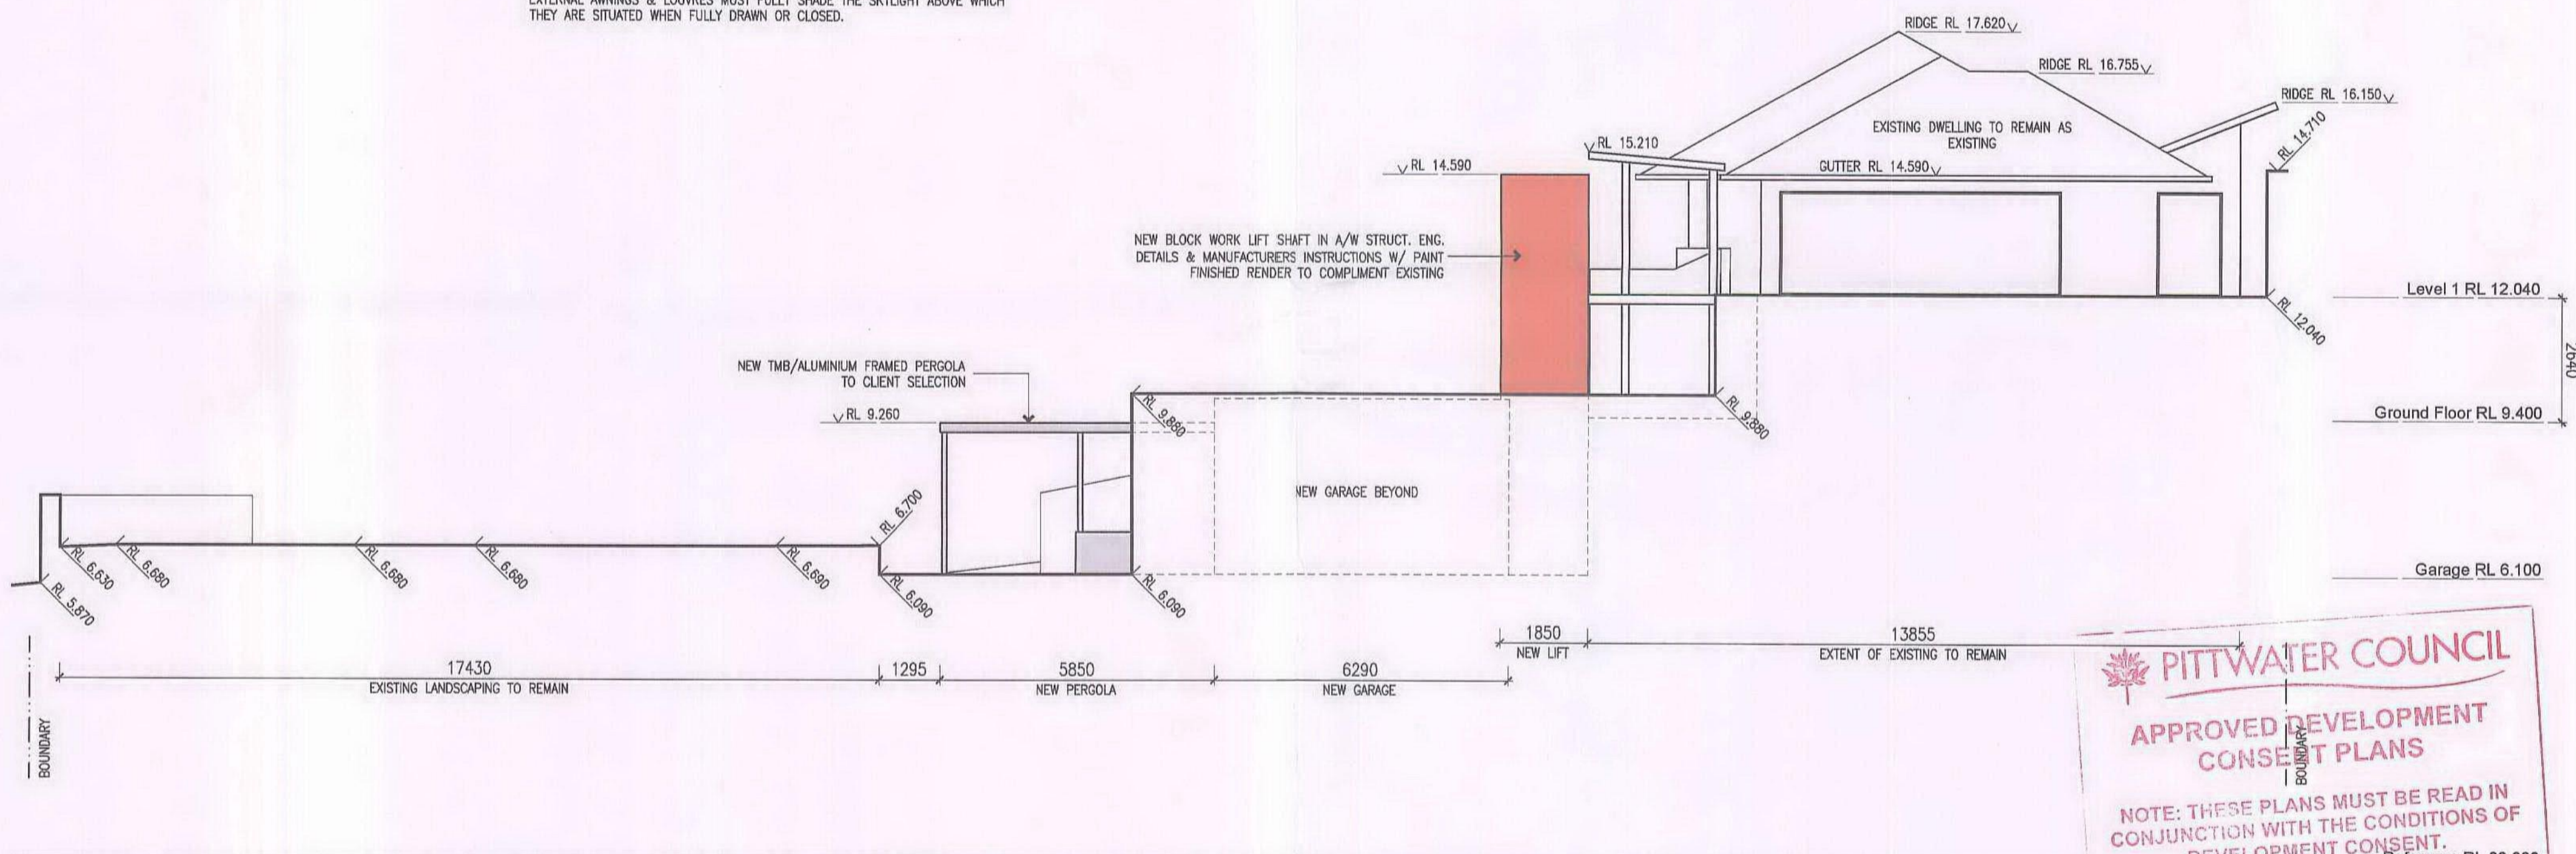 EXTERNAL AWNINGS & LOUVRES MUST FULLY SHADE THE SKYLIGHT ABOVE WHICH
THEY ARE SITUATED WHEN FULLY DRAWN OR CLOSED.
RIDGE RL 17.620
RIDGE RL 16.755
RIDGE RL 16.150
RL 14.710
EXISTING DWELLING TO REMAIN AS
EXISTING
RL 15.210
RL 14.590
GUTTER RL 14.590
NEW BLOCK WORK LIFT SHAFT IN A/W STRUCT. ENG.
DETAILS & MANUFACTURERS INSTRUCTIONS W/ PAINT
FINISHED RENDER TO COMPLIMENT EXISTING
Level 1 RL 12.040
RL 12.040
2640
NEW TMB/ALUMINIUM FRAMED PERGOLA
TO CLIENT SELECTION
RL 9.260
RL 9.880
RL 9.880
Ground Floor RL 9.400
NEW GARAGE BEYOND
RL 6.700
RL 6.630
RL 6.680
RL 6.680
RL 6.680
RL 6.690
RL 5.870
RL 6.090
RL 6.090
Garage RL 6.100
1850
NEW LIFT
13855
EXTENT OF EXISTING TO REMAIN
17430
EXISTING LANDSCAPING TO REMAIN
1295
5850
NEW PERGOLA
6290
NEW GARAGE
BOUNDARY
BOUNDARY
PITTWATER COUNCIL
APPROVED DEVELOPMENT
CONSENT PLANS
NOTE: THESE PLANS MUST BE READ IN
CONJUNCTION WITH THE CONDITIONS OF
DEVELOPMENT CONSENT.